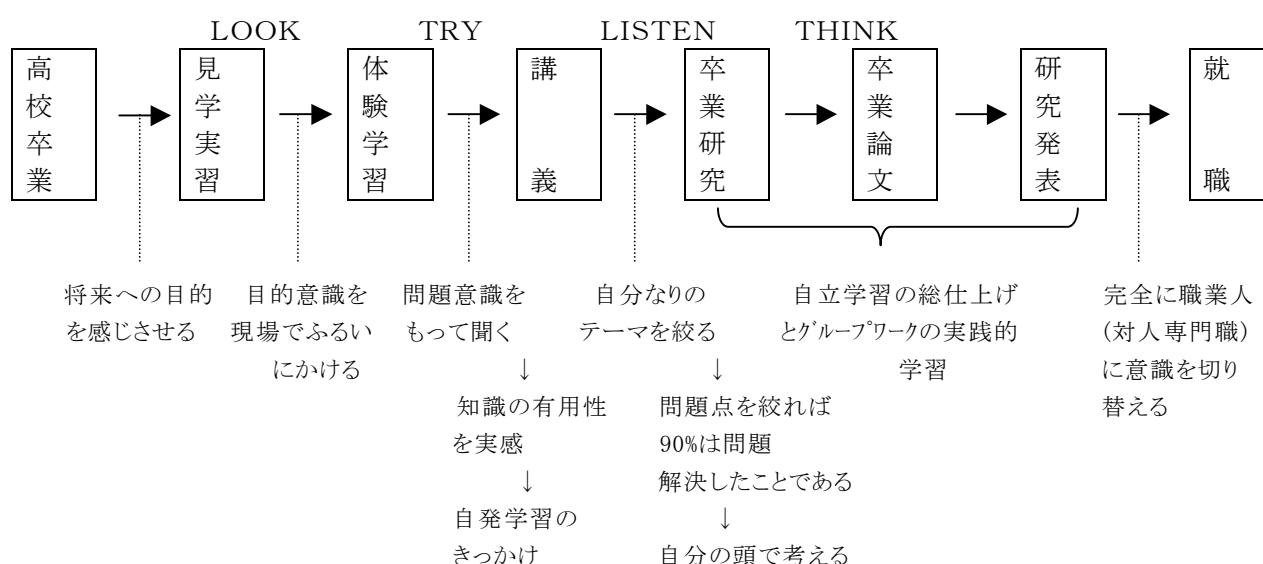 LOOK TRY LISTEN THINK
高校卒業
見学実習
体験学習
講義
卒業研究
卒業論文
研究発表
就職
将来への目的
を感じさせる
目的意識を
現場でふるい
にかける
問題意識を
もって聞く
↓
知識の有用性
を実感
↓
自発学習の
きっかけ
自分なりの
テーマを絞る
↓
問題点を絞れば
90%は問題
解決したことである
↓
自分の頭で考える
自立学習の総仕上げ
とグループワークの実践的
学習
完全に職業人
(対人専門職)
に意識を切り
替える